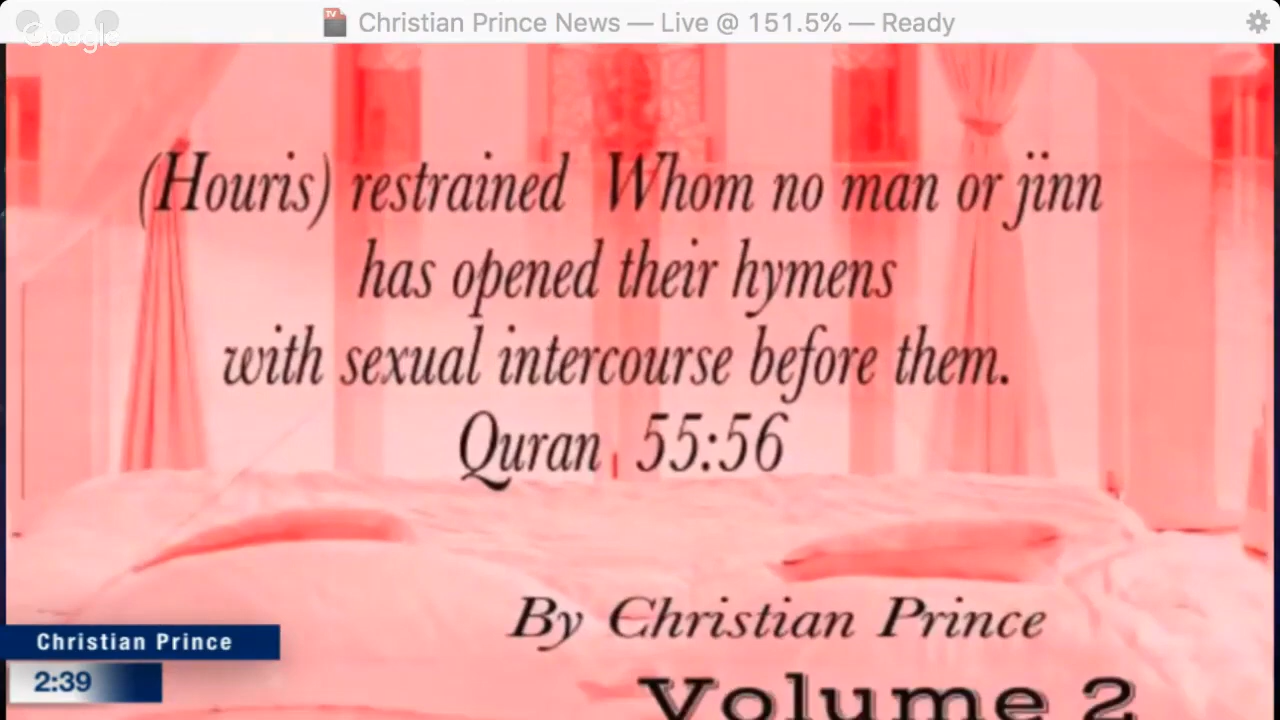 Christian Prince News — Live @ 151.5% — Ready
Google
(Houris) restrained Whom no man or jinn
has opened their hymens
with sexual intercourse before them.
Quran 55:56
By Christian Prince
Volume 2
Christian Prince
2:39